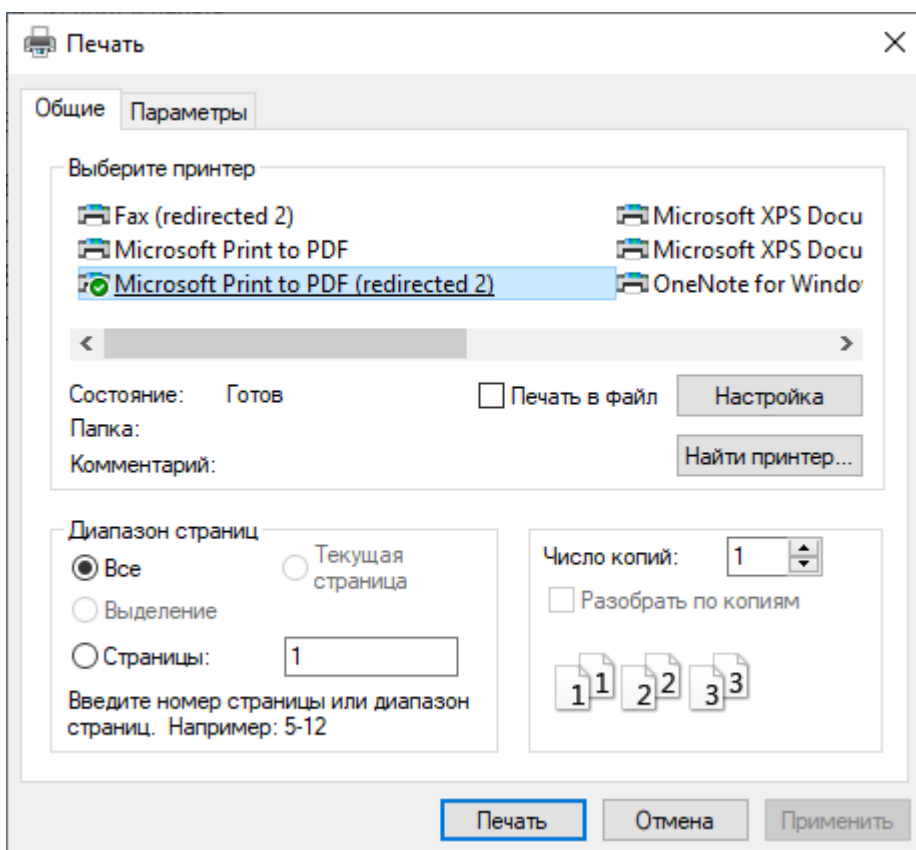 Печать
Общие
Параметры
Выберите принтер
Fax (redirected 2)
Microsoft XPS Docu
Microsoft Print to PDF
Microsoft XPS Docu
Microsoft Print to PDF (redirected 2)
OneNote for Windo
Состояние: Готов
Печать в файл
Настройка
Папка:
Комментарий:
Найти принтер...
Диапазон страниц
Все
Текущая
страница
Выделение
Страницы: 1
Введите номер страницы или диапазон
страниц. Например: 5-12
Число копий: 1
Разобрать по копиям
1 1 2 2 3 3
Печать
Отмена
Применить